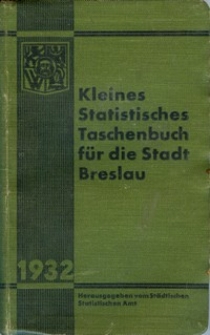 Kleines
Statistisches
Taschenbuch
für die Stadt
Breslau
1932
Herausgegeben vom Städtischen
Statistischen Amt